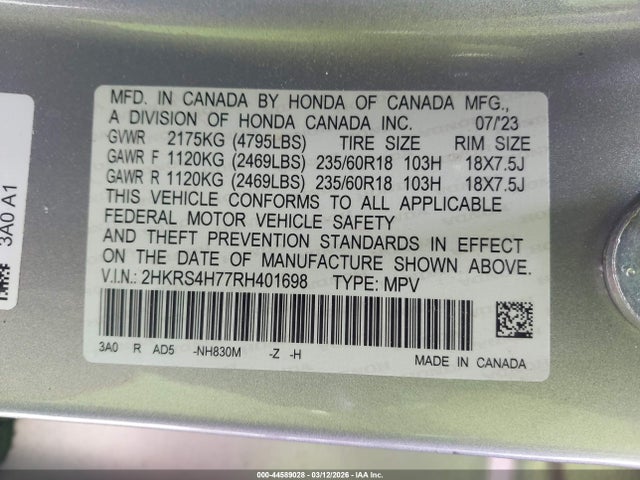 MFD. IN CANADA BY HONDA OF CANADA MFG.,
A DIVISION OF HONDA CANADA INC. 07/'23
GVWR 2175KG (4795LBS) TIRE SIZE RIM SIZE
GAWR F 1120KG (2469LBS) 235/60R18 103H 18X7.5J
GAWR R 1120KG (2469LBS) 235/60R18 103H 18X7.5J
THIS VEHICLE CONFORMS TO ALL APPLICABLE
FEDERAL MOTOR VEHICLE SAFETY
AND THEFT PREVENTION STANDARDS IN EFFECT
ON THE DATE OF MANUFACTURE SHOWN ABOVE.
V.I.N.: 2HKRS4H77RH401698 TYPE: MPV
3A0 R AD5 -NH830M -Z -H
MADE IN CANADA
3A0 A1
000-44589028 - 03/12/2026 - IAA Inc.